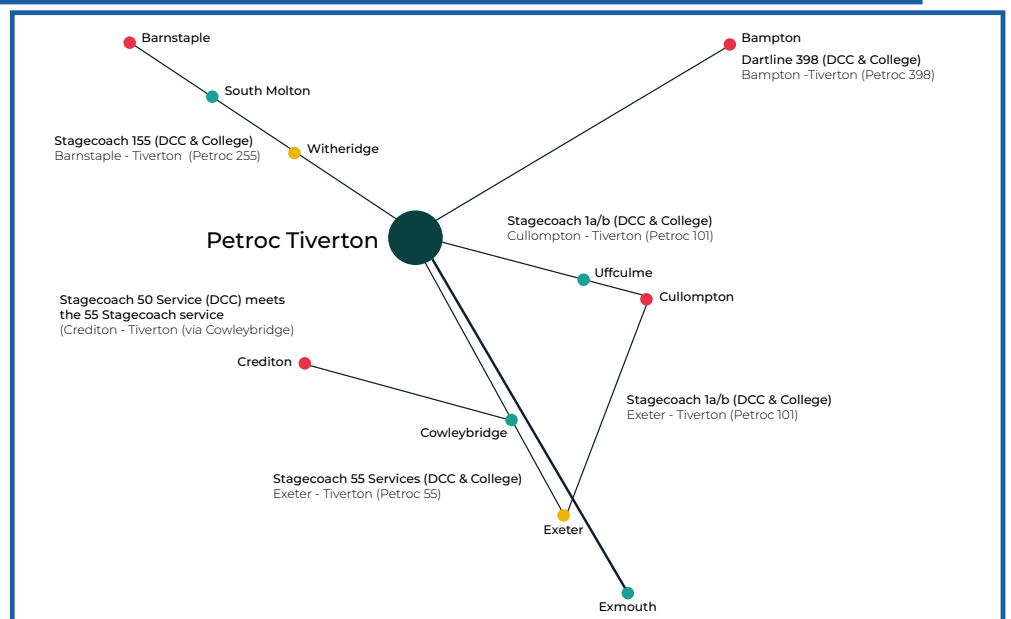 Barnstaple
Bampton
Dartline 398 (DCC & College)
Bampton -Tiverton (Petroc 398)
South Molton
Stagecoach 155 (DCC & College)
Barnstaple - Tiverton  (Petroc 255)
Witheridge
Petroc Tiverton
Stagecoach 1a/b (DCC & College)
Cullompton - Tiverton (Petroc 101)
Uffculme
Cullompton
Stagecoach 50 Service (DCC) meets
the 55 Stagecoach service
(Crediton - Tiverton (via Cowleybridge)
Crediton
Stagecoach 1a/b (DCC & College)
Exeter - Tiverton (Petroc 101)
Cowleybridge
Stagecoach 55 Services (DCC & College)
Exeter - Tiverton (Petroc 55)
Exeter
Exmouth